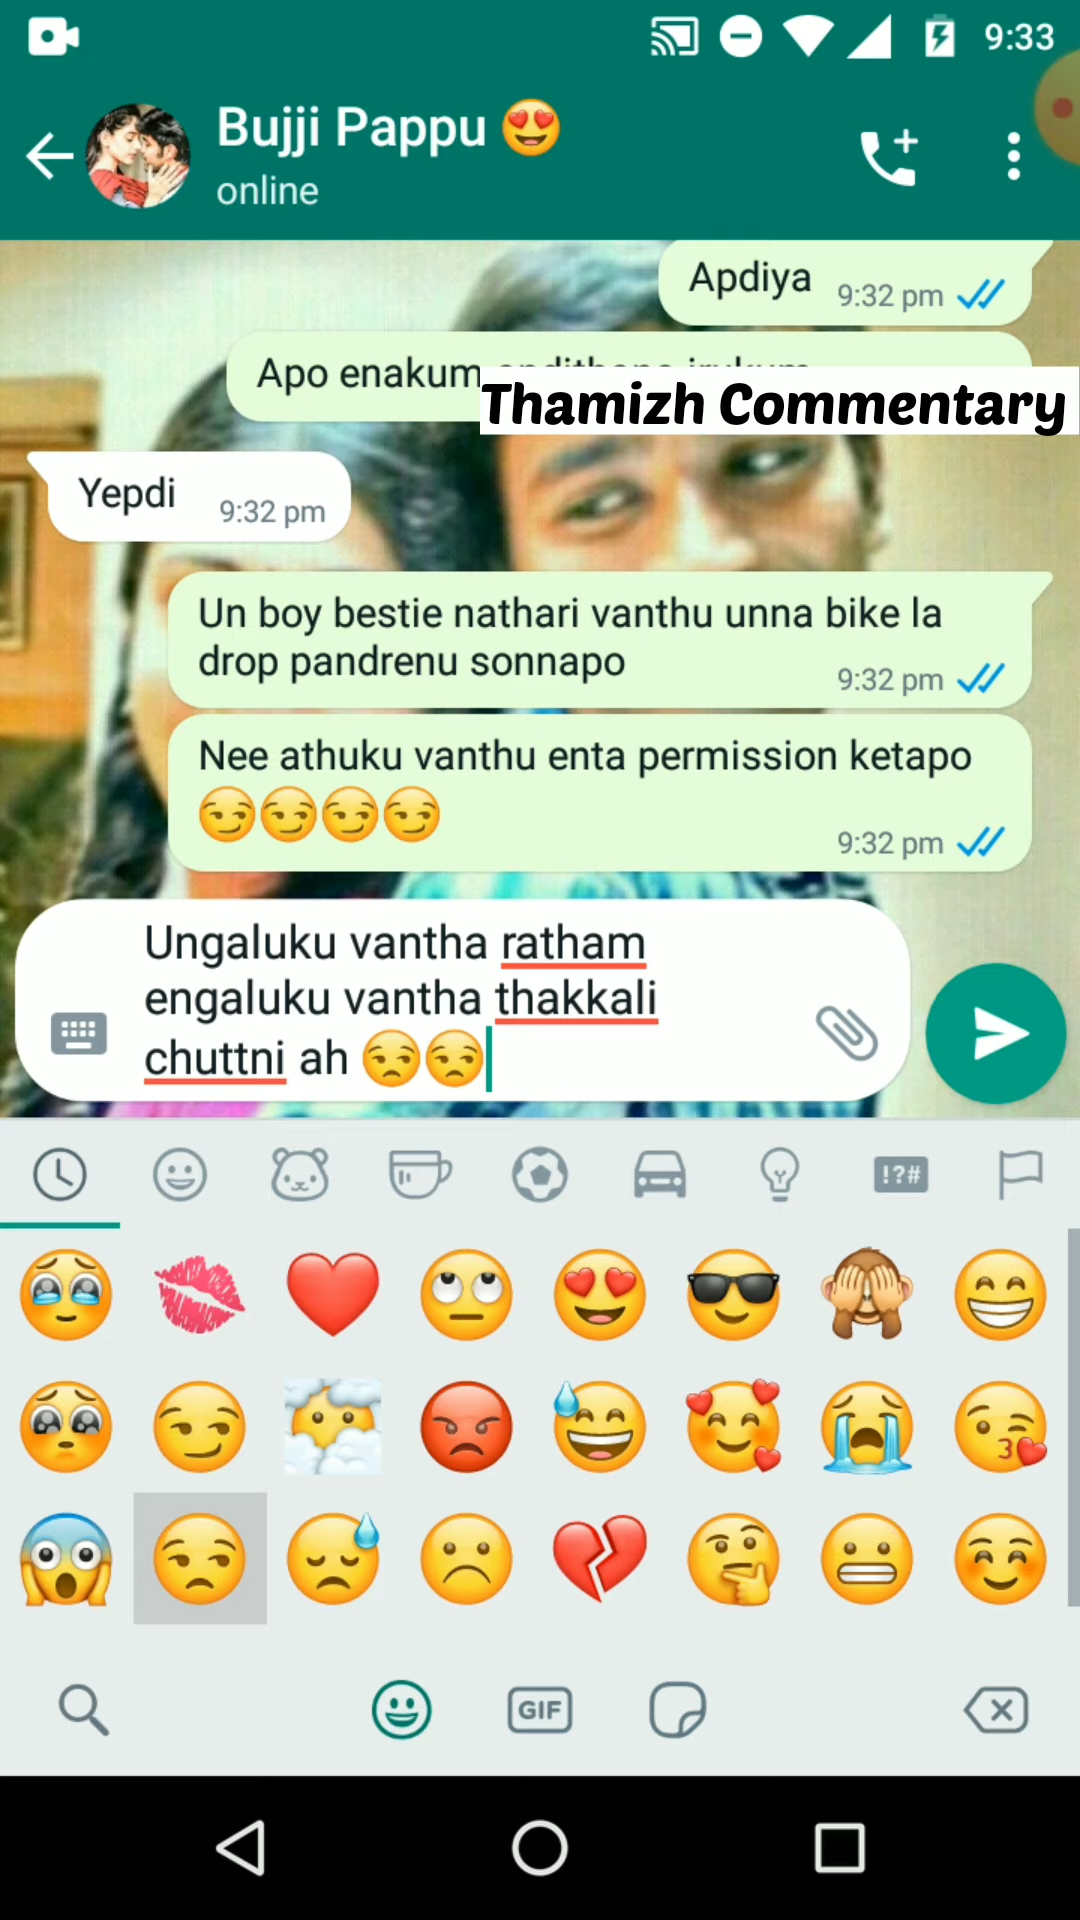 9:33
Bujji Pappu 😍
online
Apdiya 9:32 pm
Apo enakum
Thamizh Commentary
Yepdi 9:32 pm
Un boy bestie nathari vanthu unna bike la
drop pandrenu sonnapo
9:32 pm
Nee athuku vanthu enta permission ketapo
😏😏😏😏
9:32 pm
Ungaluku vantha ratham
engaluku vantha thakkali
chuttni ah 😒😒
!?#
GIF